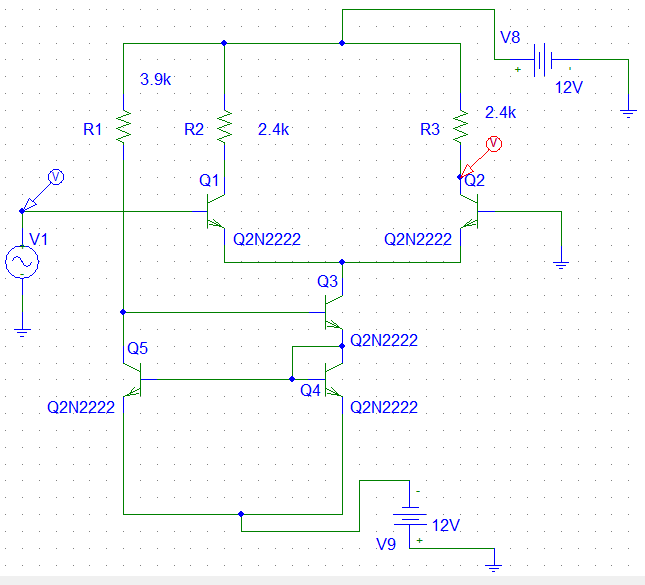 V8
+
12V
3.9k
R1
R2
2.4k
R3
2.4k
V
V
Q1
Q2
V1
Q2N2222
Q2N2222
+
-
Q3
Q2N2222
Q5
Q4
Q2N2222
Q2N2222
-
12V
V9
+